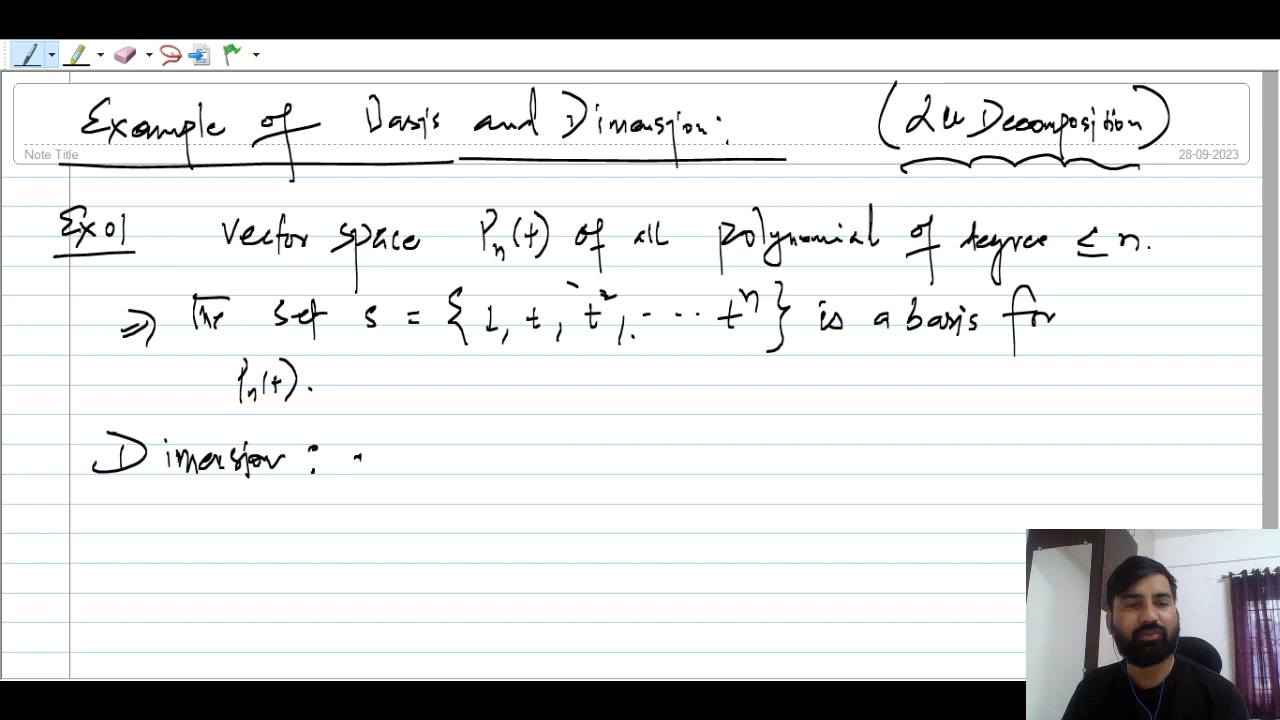 Example of Basis and Dimension: (LU Decomposition)
Note Title 28-09-2023
Ex 01 Vector space Pₙ(t) of all polynomial of degree ≤ n.
⇒ The set S = {1, t, t², ... tⁿ} is a basis for
Pₙ(t).
Dimension :